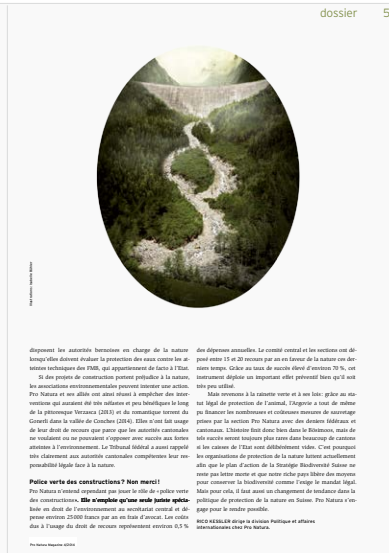 dossier
5
disposent les autorités bernoises en charge de la nature
lorsqu'elles doivent évaluer la protection des eaux contre les at-
teintes techniques des FMB, qui appartiennent de facto à l'Etat.
Si des projets de construction portent préjudice à la nature,
les associations environnementales peuvent intenter une action.
Pro Natura et ses alliés ont ainsi réussi à empêcher des inter-
ventions qui auraient été très néfastes et peu bénéfiques le long
de la pittoresque Verzasca (2013) et du romantique torrent du
Gonerli dans la vallée de Conches (2014). Elles n'ont fait usage
de leur droit de recours que parce que les autorités cantonales
ne voulaient ou ne pouvaient s'opposer avec succès aux fortes
atteintes à l'environnement. Le Tribunal fédéral a aussi rappelé
très clairement aux autorités cantonales compétentes leur res-
ponsabilité légale face à la nature.
Police verte des constructions ? Non merci !
Pro Natura n'entend cependant pas jouer le rôle de «police verte
des constructions». Elle n'emploie qu'une seule juriste spécia-
lisée en droit de l'environnement au secrétariat central et dé-
pense environ 25 000 francs par an en frais d'avocat. Les coûts
dus à l'usage du droit de recours représentent environ 0,5 %
des dépenses annuelles. Le comité central et les sections ont dé-
posé entre 15 et 20 recours par an en faveur de la nature ces der-
niers temps. Grâce au taux de succès élevé d'environ 70 %, cet
instrument déploie un important effet préventif bien qu'il soit
très peu utilisé.
Mais revenons à la rainette verte et à ses lois: grâce au sta-
tut légal de protection de l'animal, l'Argovie a tout de même
pu financer les nombreuses et coûteuses mesures de sauvetage
prises par la section Pro Natura avec des deniers fédéraux et
cantonaux. L'histoire finit donc bien dans le Bösimoos, mais de
tels succès seront toujours plus rares dans beaucoup de cantons
si les caisses de l'Etat sont délibérément vides. C'est pourquoi
les organisations de protection de la nature luttent actuellement
afin que le plan d'action de la Stratégie Biodiversité Suisse ne
reste pas lettre morte et que notre riche pays libère des moyens
pour conserver la biodiversité comme l'exige le mandat légal.
Mais pour cela, il faut aussi un changement de tendance dans la
politique de protection de la nature en Suisse. Pro Natura s'en-
gage pour le rendre possible.
RICO KESSLER dirige la division Politique et affaires
internationales chez Pro Natura.
Pro Natura Magazine 4/2016